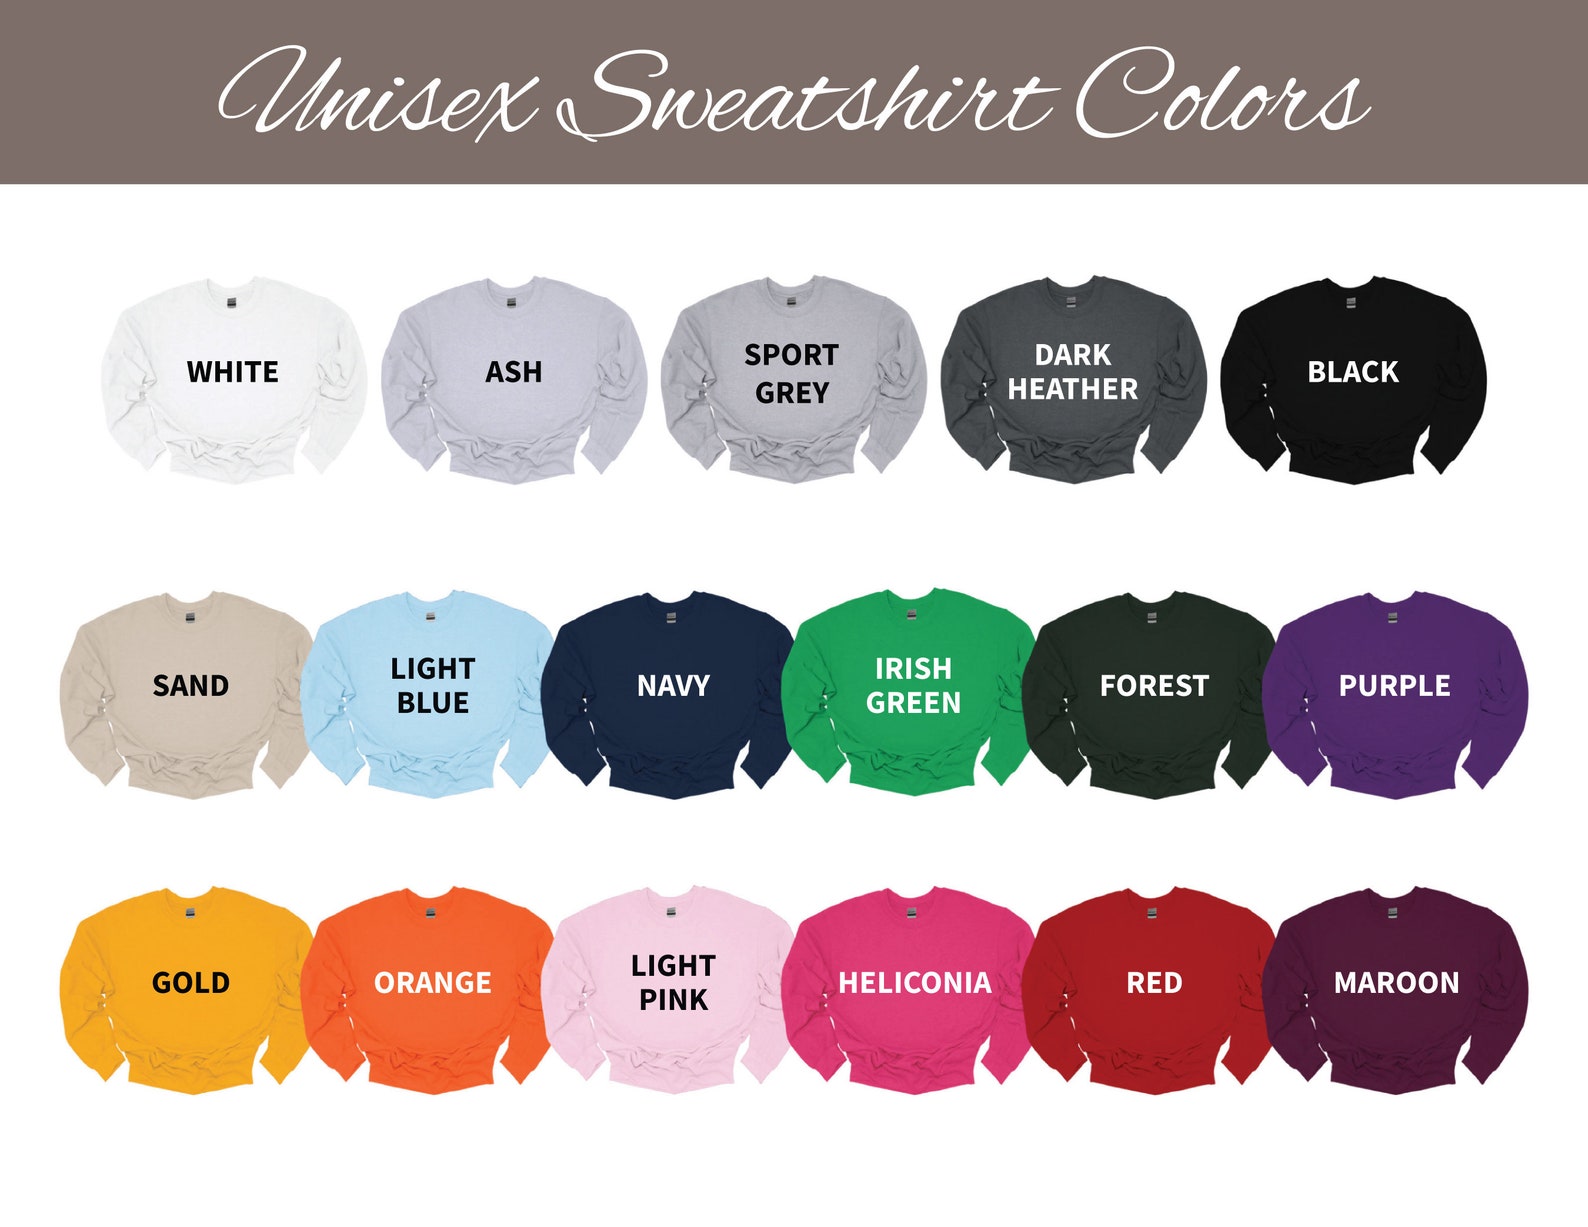 Unisex Sweatshirt Colors
WHITE
ASH
SPORT
GREY
DARK
HEATHER
BLACK
SAND
LIGHT
BLUE
NAVY
IRISH
GREEN
FOREST
PURPLE
GOLD
ORANGE
LIGHT
PINK
HELICONIA
RED
MAROON